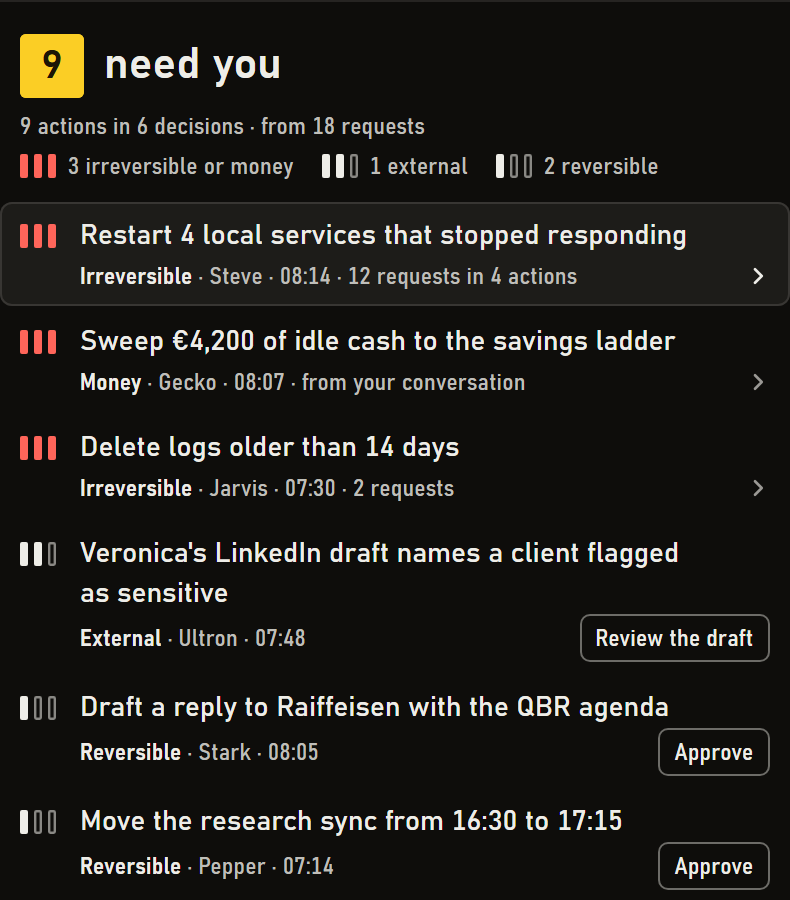 9 need you
9 actions in 6 decisions · from 18 requests
3 irreversible or money 1 external 2 reversible
Restart 4 local services that stopped responding
Irreversible · Steve · 08:14 · 12 requests in 4 actions
Sweep €4,200 of idle cash to the savings ladder
Money · Gecko · 08:07 · from your conversation
Delete logs older than 14 days
Irreversible · Jarvis · 07:30 · 2 requests
Veronica's LinkedIn draft names a client flagged
as sensitive
External · Ultron · 07:48 Review the draft
Draft a reply to Raiffeisen with the QBR agenda
Reversible · Stark · 08:05 Approve
Move the research sync from 16:30 to 17:15
Reversible · Pepper · 07:14 Approve